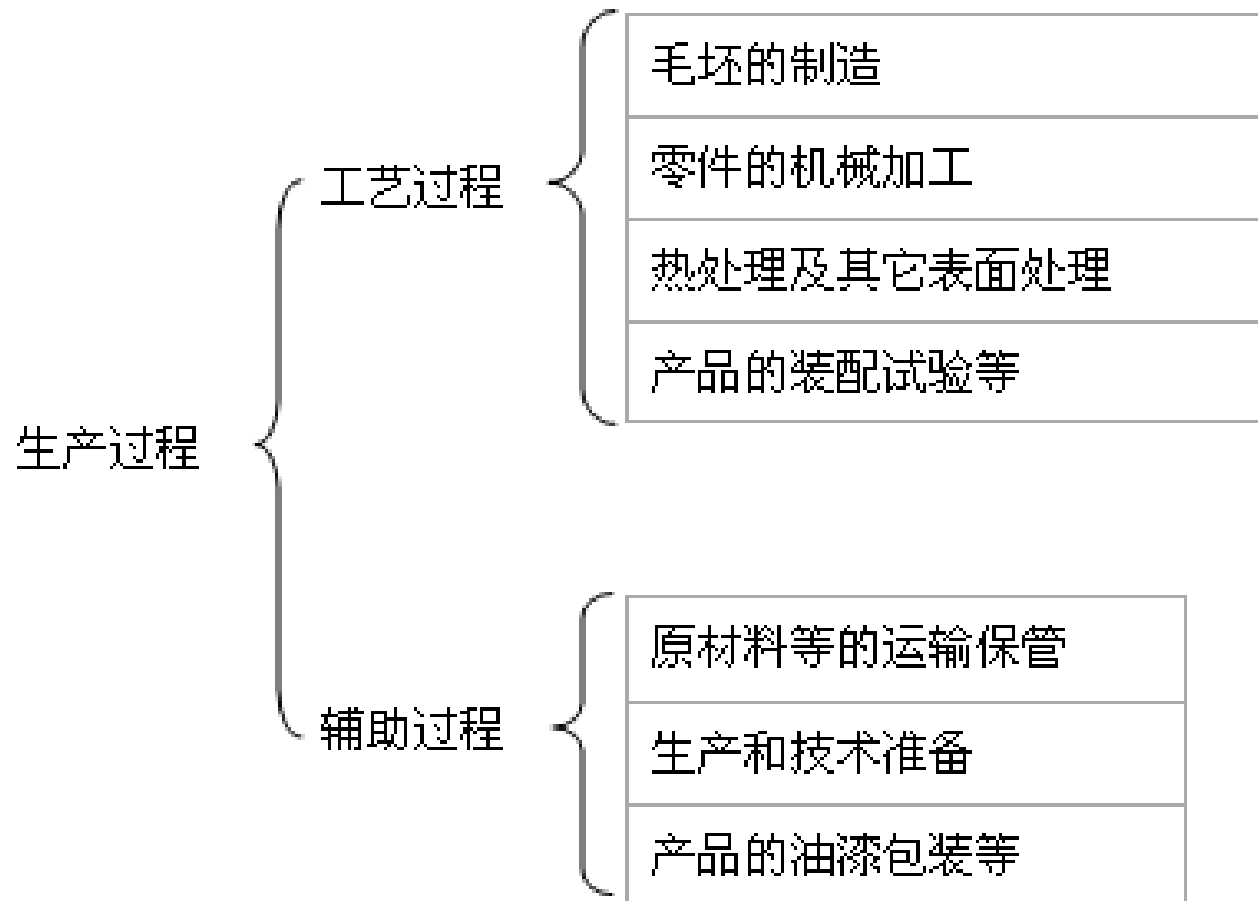 毛坯的制造
零件的机械加工
工艺过程
热处理及其它表面处理
产品的装配试验等
生产过程
原材料等的运输保管
辅助过程
生产和技术准备
产品的油漆包装等